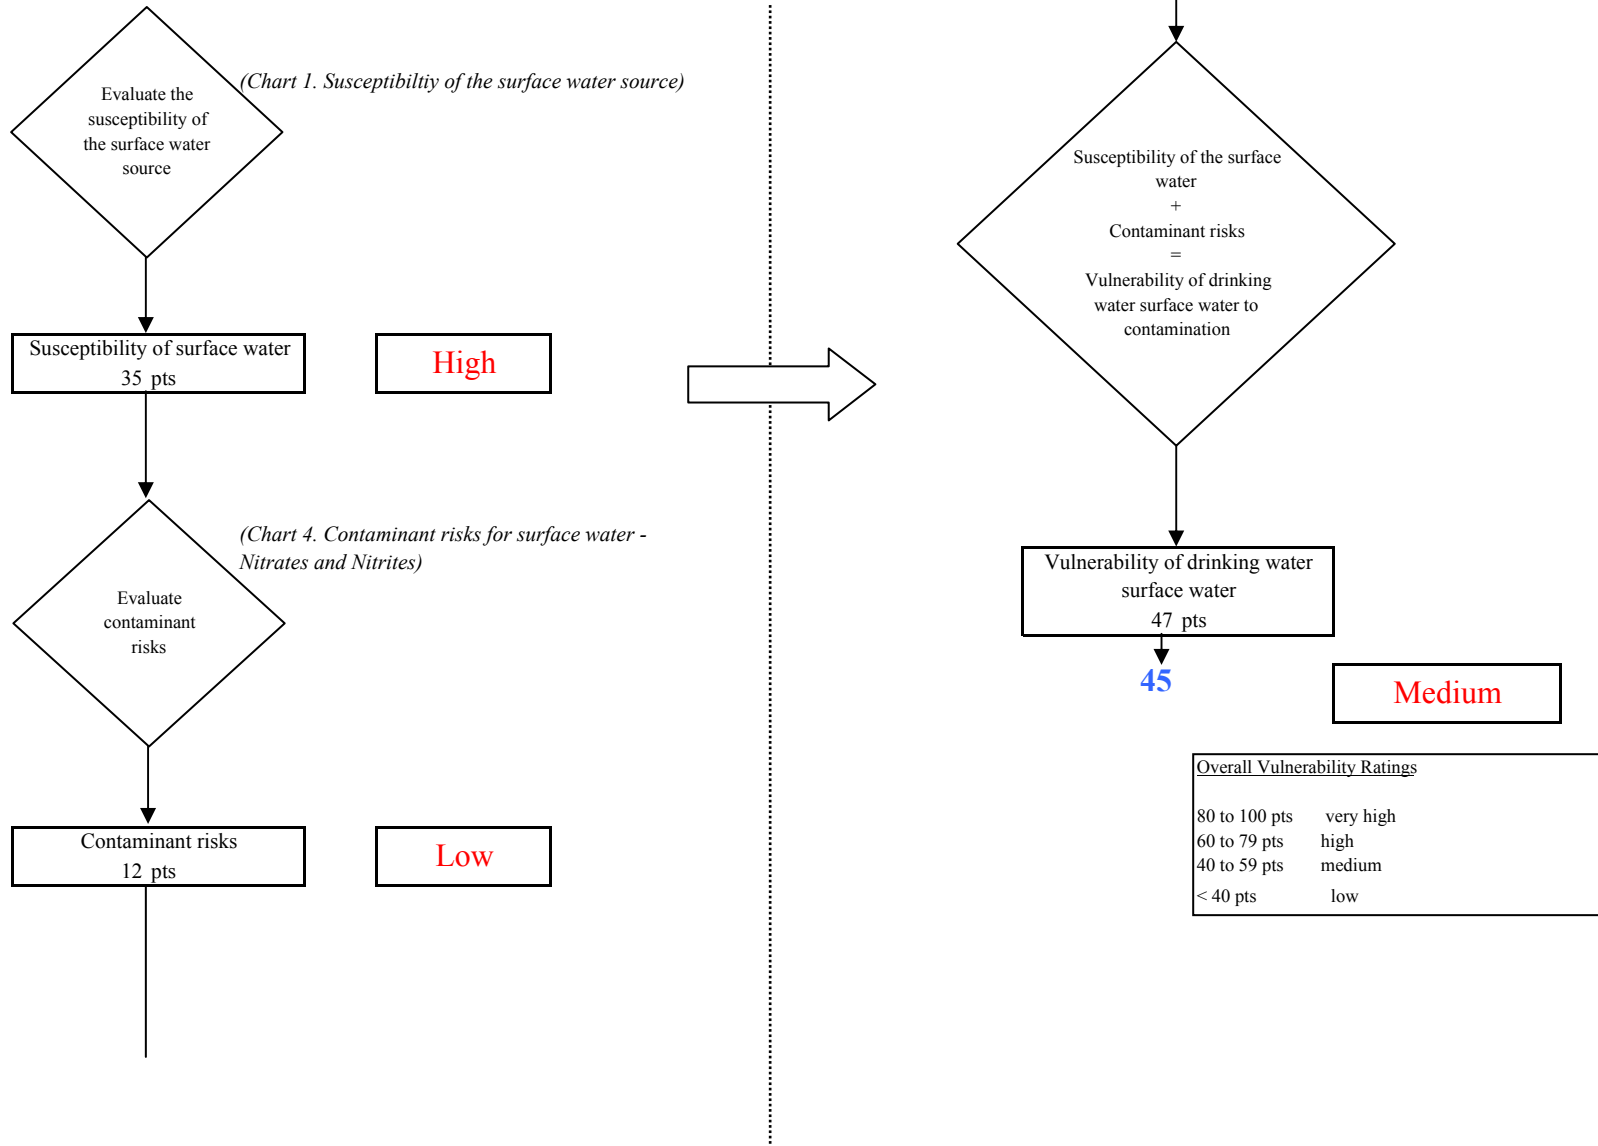 Evaluate the
susceptibility of
the surface water
source
(Chart 1. Susceptibiltiy of the surface water source)
Susceptibility of surface water
35 pts
High
(Chart 4. Contaminant risks for surface water -
Nitrates and Nitrites)
Evaluate
contaminant
risks
Contaminant risks
12 pts
Low
Susceptibility of the surface
water
+
Contaminant risks
=
Vulnerability of drinking
water surface water to
contamination
Vulnerability of drinking water
surface water
47 pts
45
Medium
Overall Vulnerability Ratings
80 to 100 pts very high
60 to 79 pts high
40 to 59 pts medium
< 40 pts low